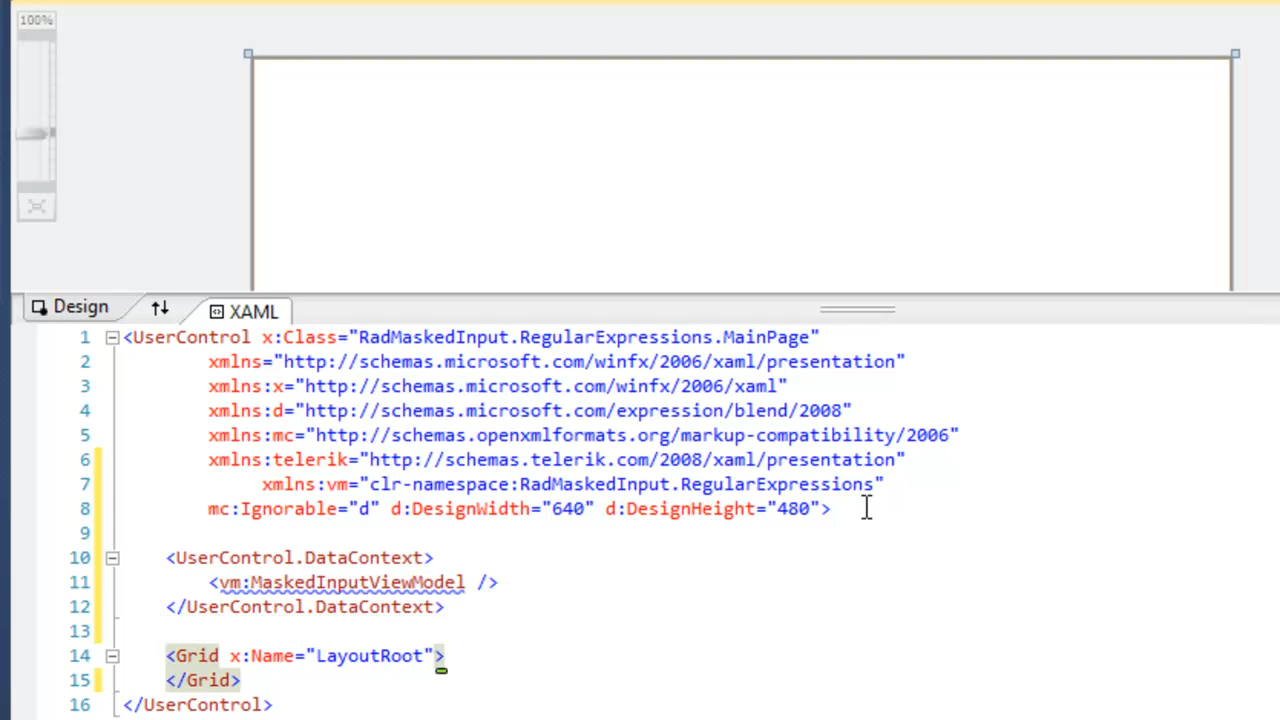 100%
Design
XAML
1 <UserControl x:Class="RadMaskedInput.RegularExpressions.MainPage"
2 xmlns="http://schemas.microsoft.com/winfx/2006/xaml/presentation"
3 xmlns:x="http://schemas.microsoft.com/winfx/2006/xaml"
4 xmlns:d="http://schemas.microsoft.com/expression/blend/2008"
5 xmlns:mc="http://schemas.openxmlformats.org/markup-compatibility/2006"
6 xmlns:telerik="http://schemas.telerik.com/2008/xaml/presentation"
7 xmlns:vm="clr-namespace:RadMaskedInput.RegularExpressions"
8 mc:Ignorable="d" d:DesignWidth="640" d:DesignHeight="480">
9
10 <UserControl.DataContext>
11 <vm:MaskedInputViewModel />
12 </UserControl.DataContext>
13
14 <Grid x:Name="LayoutRoot">
15 </Grid>
16 </UserControl>